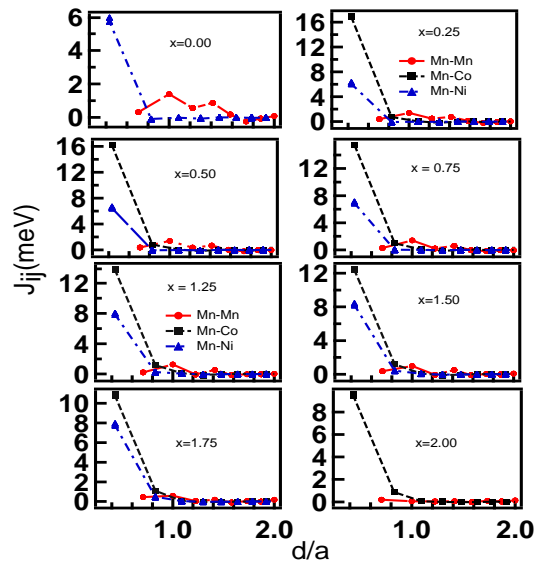 6
4
2
0
x=0.00
16
12
8
4
0
x=0.25
Mn-Mn
Mn-Co
Mn-Ni
16
12
8
4
0
x=0.50
12
8
4
0
x = 0.75
Jij(meV)
12
8
4
0
x = 1.25
Mn-Mn
Mn-Co
Mn-Ni
12
8
4
0
x=1.50
10
8
6
4
2
0
x=1.75
8
6
4
2
0
x=2.00
1.0
2.0
1.0
2.0
d/a